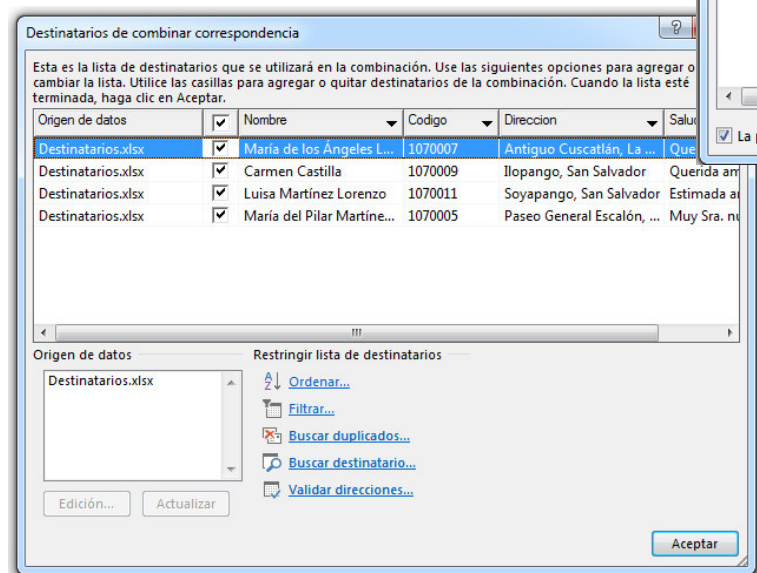 Destinatarios de combinar correspondencia
Esta es la lista de destinatarios que se utilizará en la combinación. Use las siguientes opciones para agregar o
cambiar la lista. Utilice las casillas para agregar o quitar destinatarios de la combinación. Cuando la lista esté
terminada, haga clic en Aceptar.
Origen de datos Nombre Codigo Direccion
Destinatarios.xlsx María de los Ángeles L... 1070007 Antiguo Cuscatlán, La ... Que
Destinatarios.xlsx Carmen Castilla 1070009 Ilopango, San Salvador Querida am
Destinatarios.xlsx Luisa Martínez Lorenzo 1070011 Soyapango, San Salvador Estimada a
Destinatarios.xlsx María del Pilar Martíne... 1070005 Paseo General Escalón, ... Muy Sra. nu
La
Origen de datos
Destinatarios.xlsx
Edición... Actualizar
Restringir lista de destinatarios
Ordenar...
Filtrar...
Buscar duplicados...
Buscar destinatario...
Validar direcciones...
Aceptar